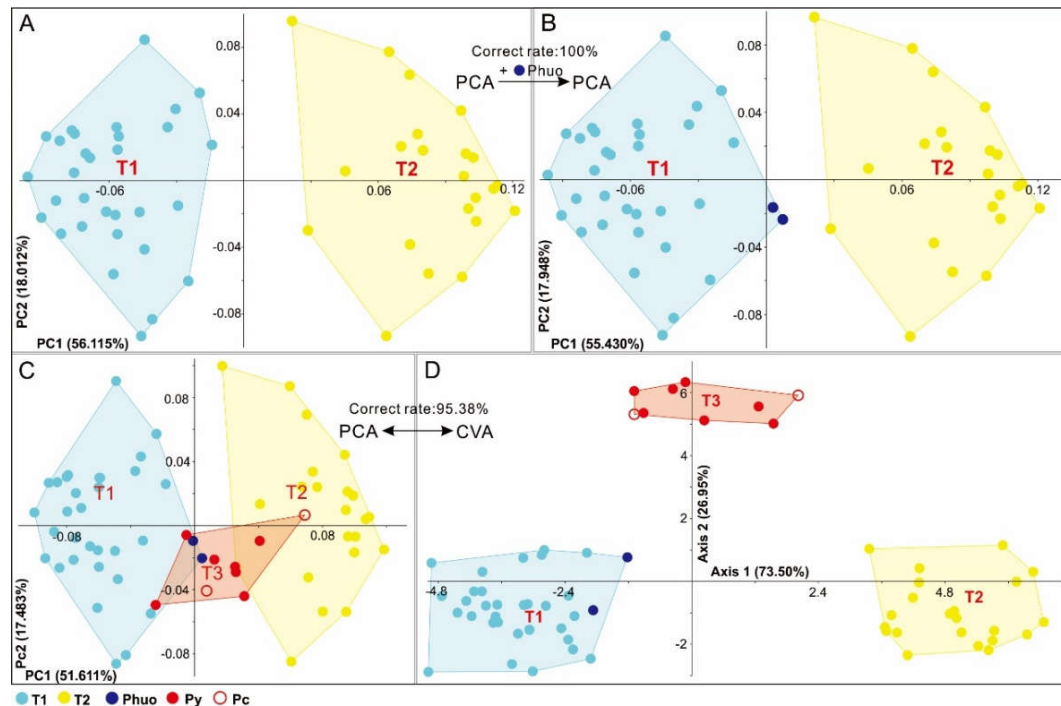 A
0.08
0.04
T1
-0.06
T2
0.06
0.12
-0.04
-0.08
PC2 (18.012%)
PC1 (56.115%)
Correct rate:100%
+ Phuo
PCA PCA
B
0.08
0.04
T1
-0.06
T2
0.06
0.12
-0.04
-0.08
PC2 (17.948%)
PC1 (55.430%)
C
0.08
0.04
T1
-0.08
T2
0.08
T3
-0.04
-0.08
Pc2 (17.483%)
PC1 (51.611%)
Correct rate:95.38%
PCA CVA
D
T3
6
4
2
Axis 2 (26.95%)
Axis 1 (73.50%)
-4.8
-2.4
2.4
4.8
T1
T2
-2
T1 T2 Phuo Py Pc